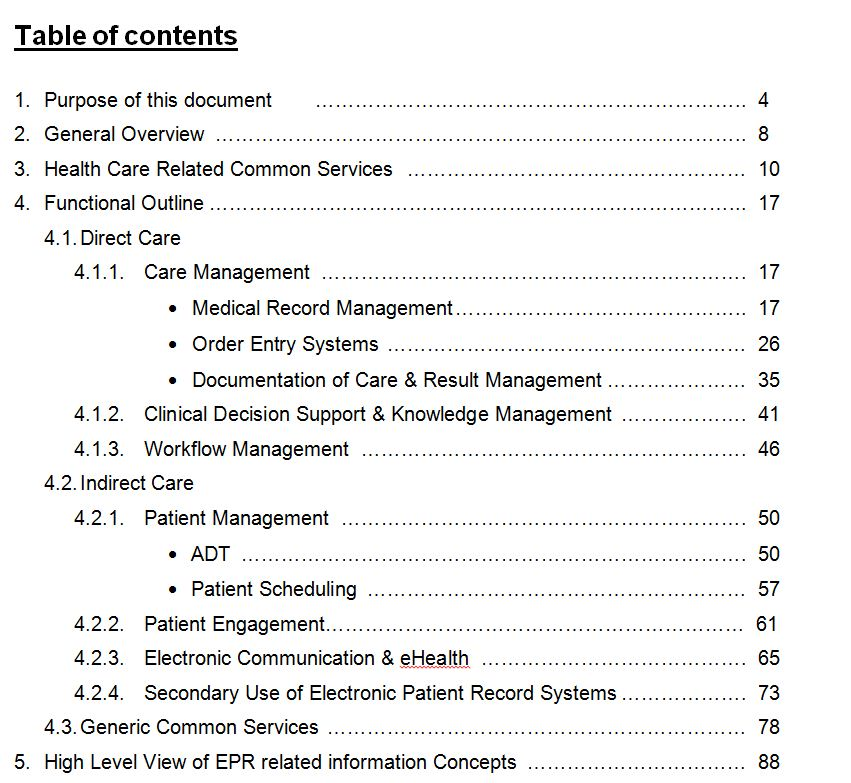 Table of contents
1. Purpose of this document ……………………………………………………….. 4
2. General Overview …………………………………………………………………….. 8
3. Health Care Related Common Services …………………………………………… 10
4. Functional Outline …………………………………………………………………….. 17
4.1. Direct Care
4.1.1. Care Management ………………………………………………………. 17
• Medical Record Management…………………………………….. 17
• Order Entry Systems ……………………………………………… 26
• Documentation of Care & Result Management ………………… 35
4.1.2. Clinical Decision Support & Knowledge Management ………………. 41
4.1.3. Workflow Management …………………………………………………. 46
4.2. Indirect Care
4.2.1. Patient Management ……………………………………………………. 50
• ADT …………………………………………………………………. 50
• Patient Scheduling ………………………………………………… 57
4.2.2. Patient Engagement……………………………………………………… 61
4.2.3. Electronic Communication & eHealth …………………………………. 65
4.2.4. Secondary Use of Electronic Patient Record Systems ………………. 73
4.3. Generic Common Services ……………………………………………………… 78
5. High Level View of EPR related information Concepts …………………………… 88